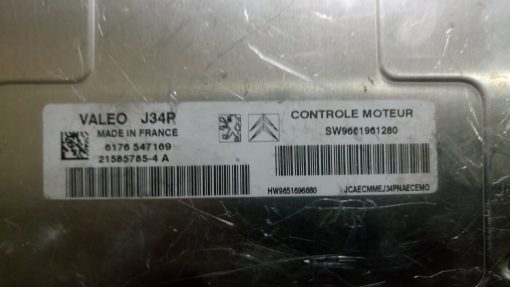 VALEO J34P
MADE IN FRANCE
6176 547169
21585785-4 A
CONTROLE MOTEUR
SW9661961280
HW9651696680
JCAECMMEJ34PNAECEMO